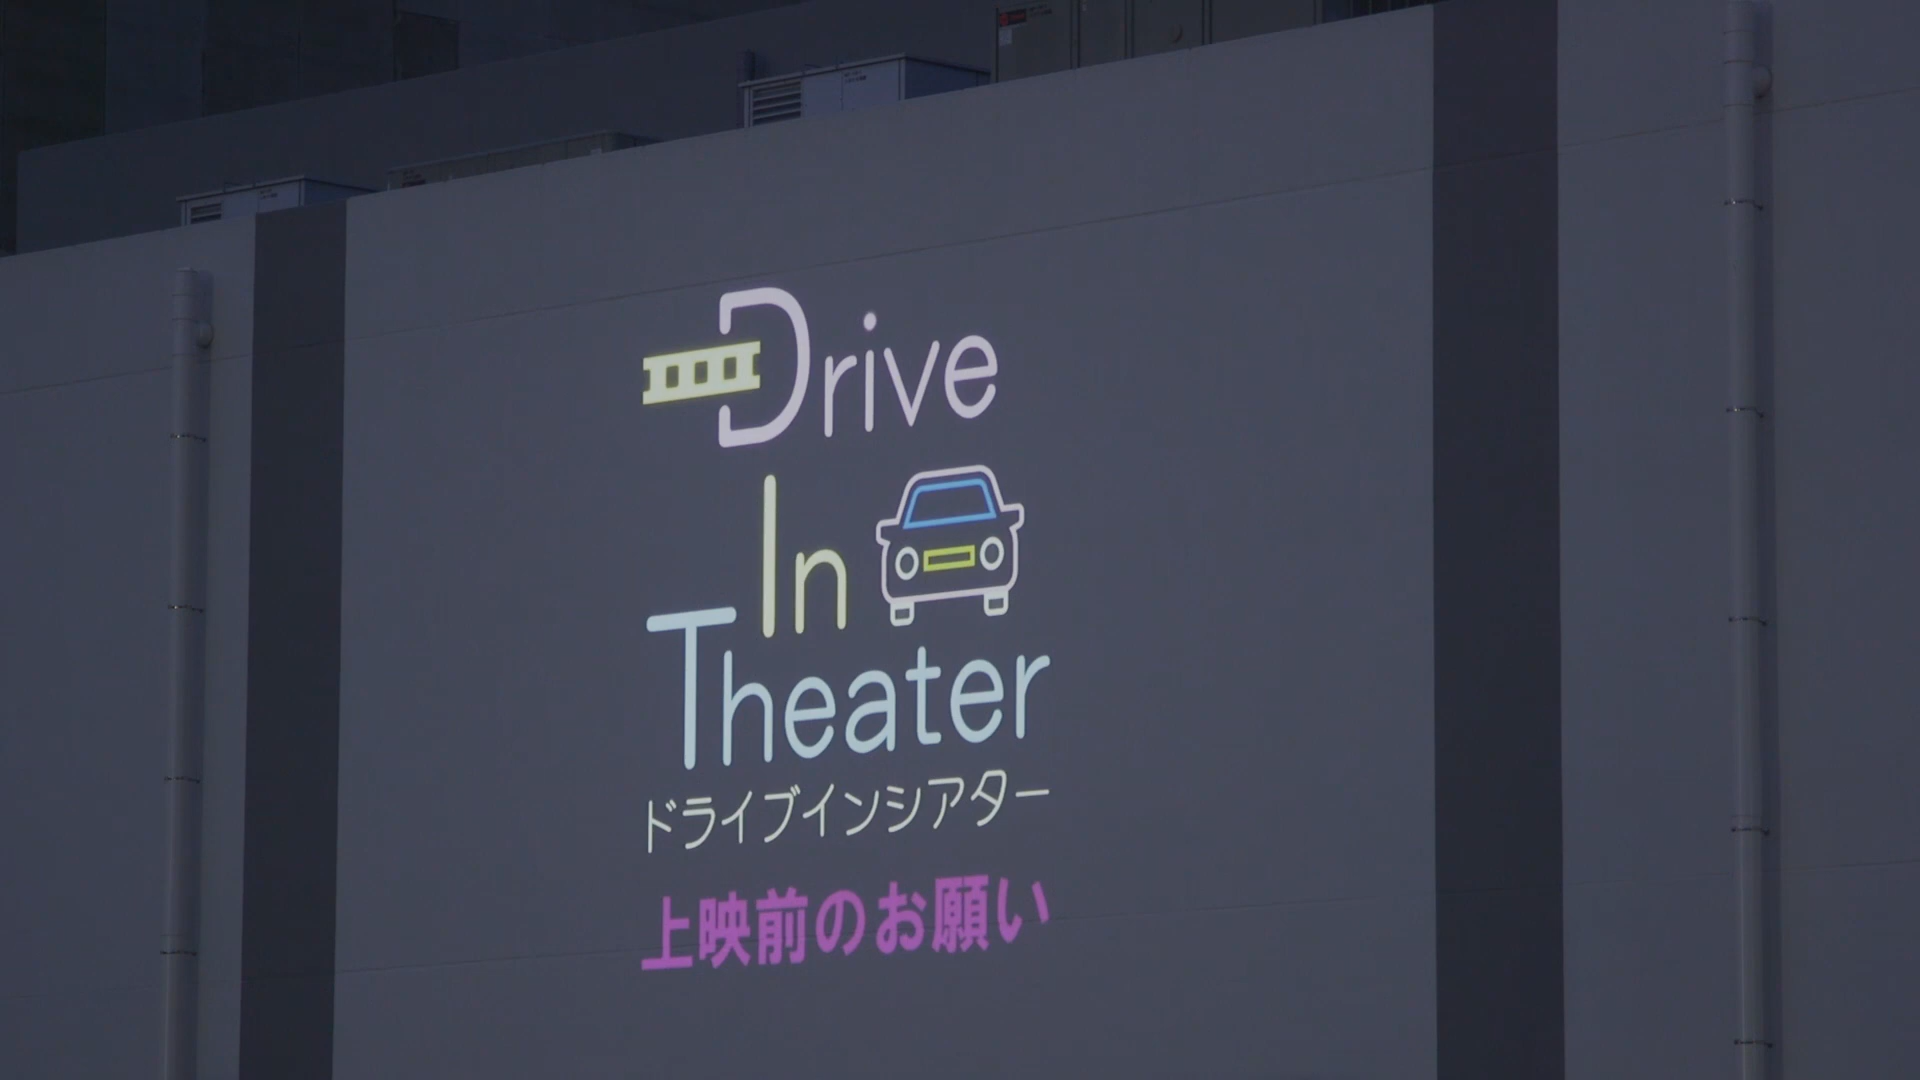 Drive
In
Theater
ドライブインシアター
上映前のお願い